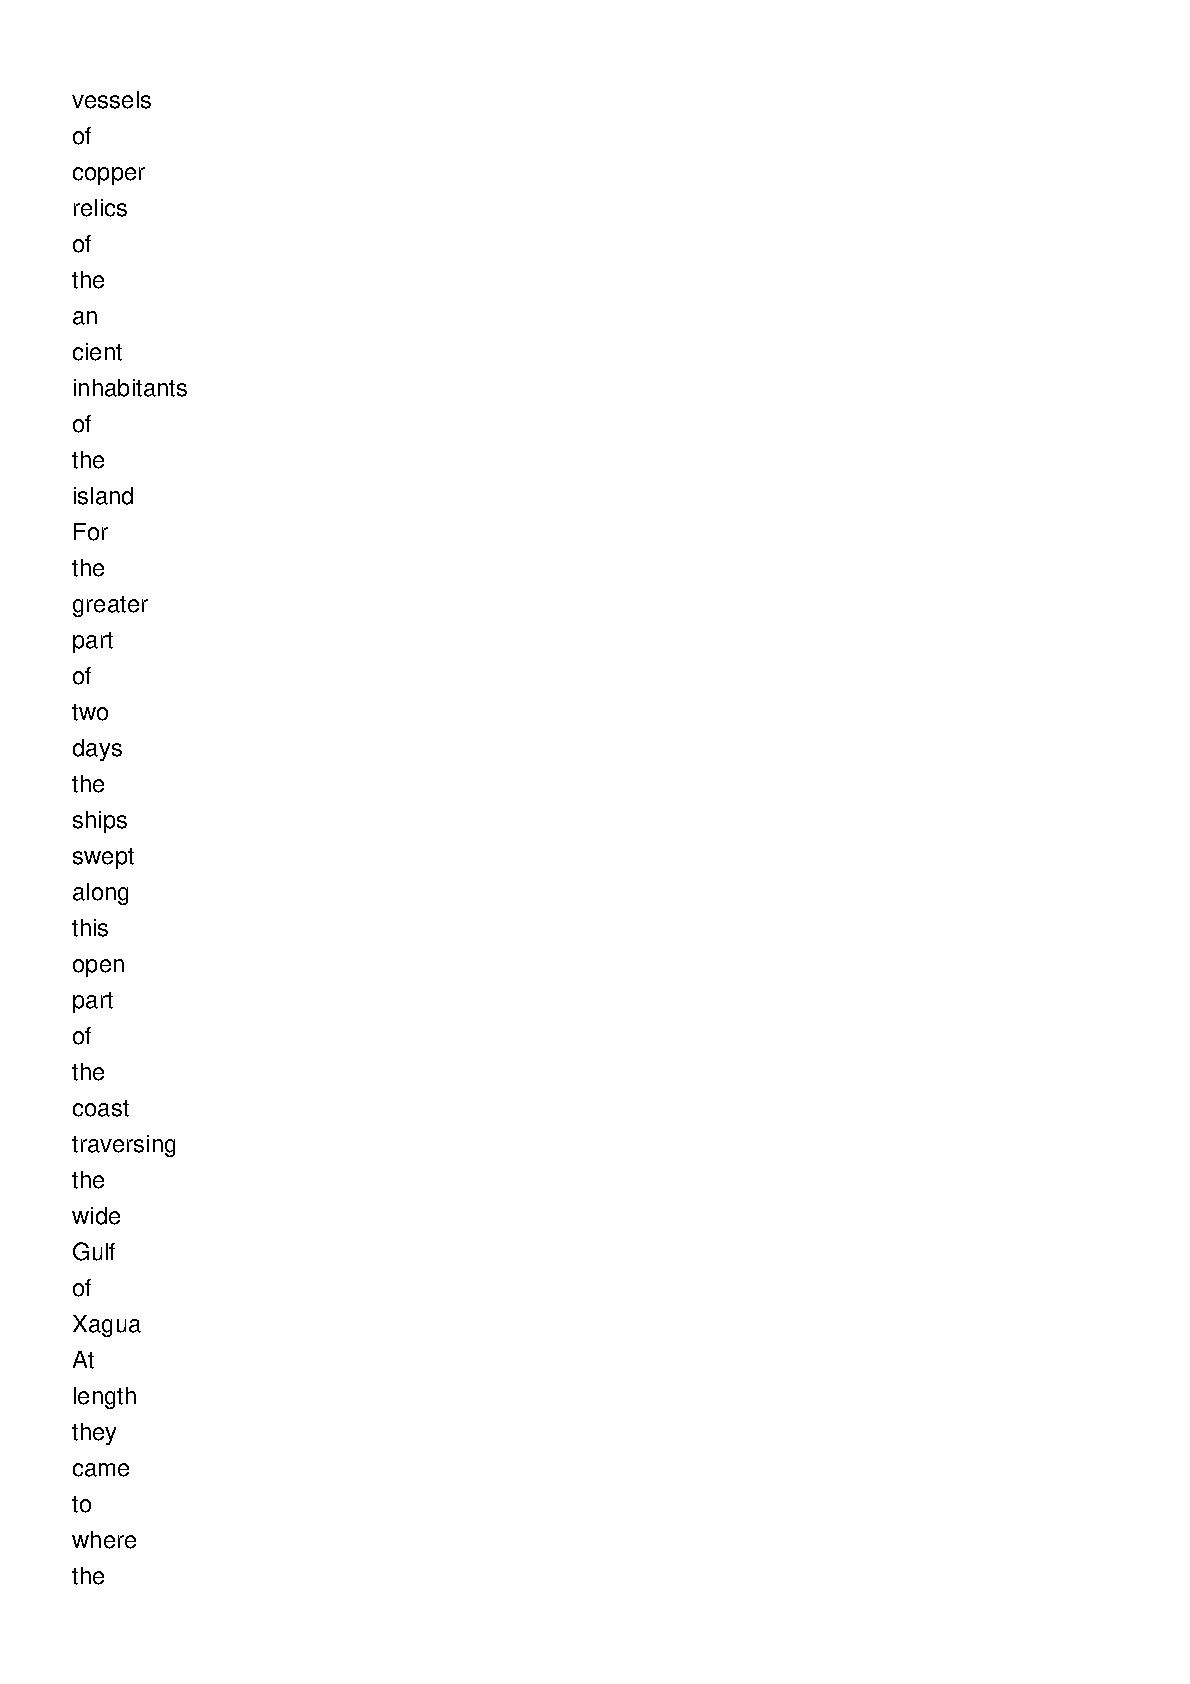 vessels
of
copper
relics
of
the
an
cient
inhabitants
of
the
island
For
the
greater
part
of
two
days
the
ships
swept
along
this
open
part
of
the
coast
traversing
the
wide
Gulf
of
Xagua
At
length
they
came
to
where
the